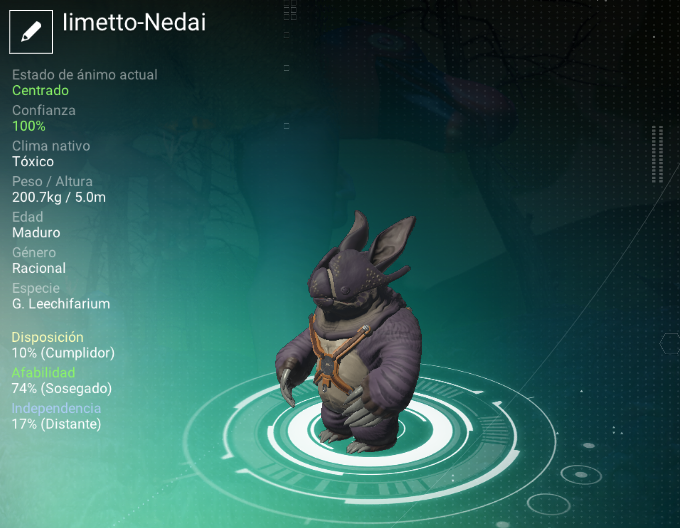 Iimetto-Nedai
Estado de ánimo actual
Centrado
Confianza
100%
Clima nativo
Tóxico
Peso / Altura
200.7kg / 5.0m
Edad
Maduro
Género
Racional
Especie
G. Leechifarium
Disposición
10% (Cumplidor)
Afabilidad
74% (Sosegado)
Independencia
17% (Distante)